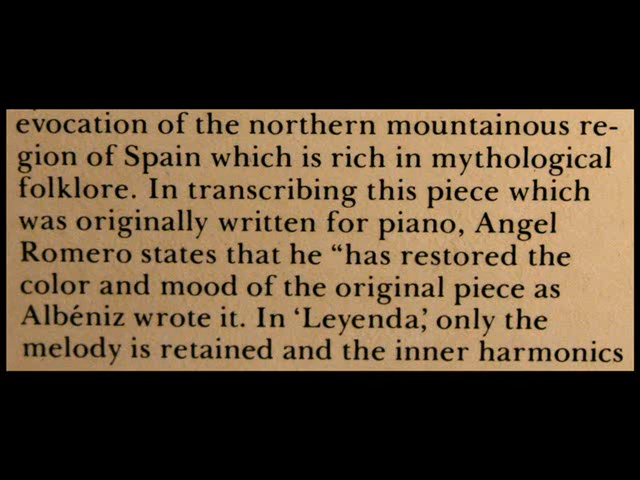 evocation of the northern mountainous re-
gion of Spain which is rich in mythological
folklore. In transcribing this piece which
was originally written for piano, Angel
Romero states that he “has restored the
color and mood of the original piece as
Albéniz wrote it. In ‘Leyenda,’ only the
melody is retained and the inner harmonics